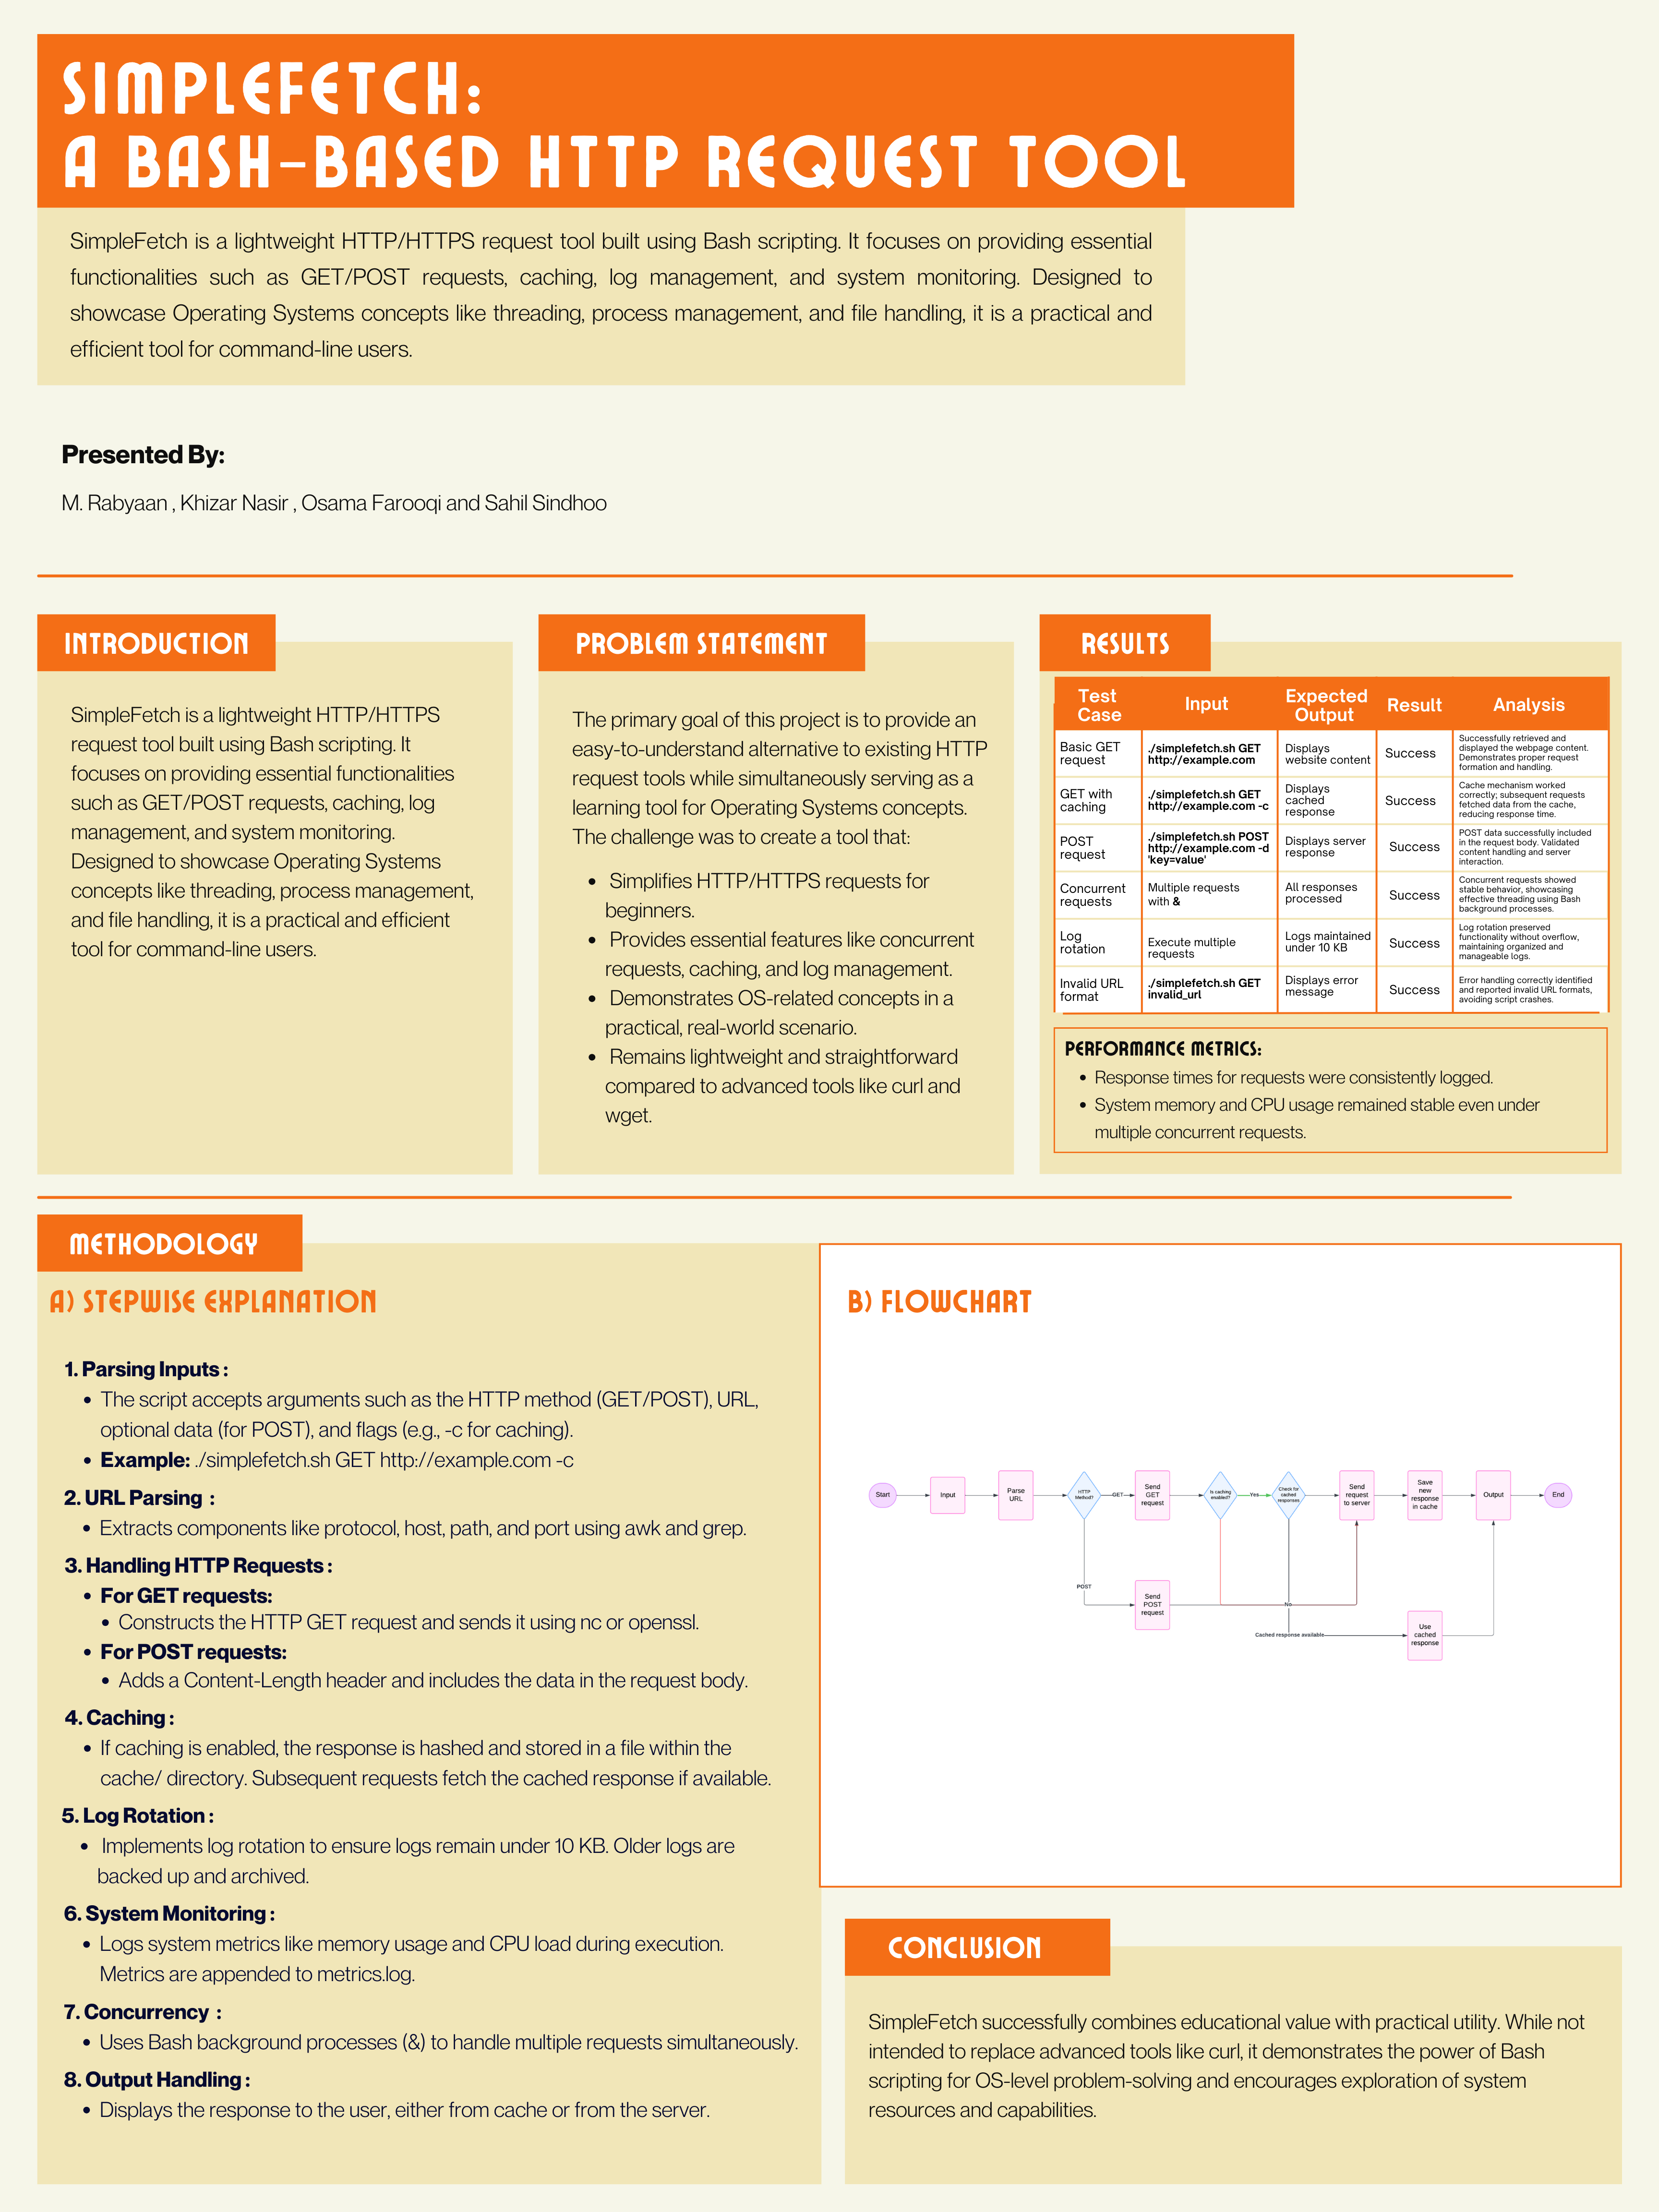 SIMPLEFETCH:
A BASH-BASED HTTP REQUEST TOOL
SimpleFetch is a lightweight HTTP/HTTPS request tool built using Bash scripting. It focuses on providing essential
functionalities such as GET/POST requests, caching, log management, and system monitoring. Designed to
showcase Operating Systems concepts like threading, process management, and file handling, it is a practical and
efficient tool for command-line users.
Presented By:
M. Rabyaan , Khizar Nasir , Osama Farooqi and Sahil Sindhoo
INTRODUCTION
SimpleFetch is a lightweight HTTP/HTTPS
request tool built using Bash scripting. It
focuses on providing essential functionalities
such as GET/POST requests, caching, log
management, and system monitoring.
Designed to showcase Operating Systems
concepts like threading, process management,
and file handling, it is a practical and efficient
tool for command-line users.
PROBLEM STATEMENT
The primary goal of this project is to provide an
easy-to-understand alternative to existing HTTP
request tools while simultaneously serving as a
learning tool for Operating Systems concepts.
The challenge was to create a tool that:
• Simplifies HTTP/HTTPS requests for
beginners.
• Provides essential features like concurrent
requests, caching, and log management.
• Demonstrates OS-related concepts in a
practical, real-world scenario.
• Remains lightweight and straightforward
compared to advanced tools like curl and
wget.
RESULTS
Test
Case
Input
Expected
Output
Result
Analysis
Basic GET
request
./simplefetch.sh GET
http://example.com
Displays
website content
Success
Successfully retrieved and
displayed the webpage content.
Demonstrates proper request
formation and handling.
GET with
caching
./simplefetch.sh GET
http://example.com -c
Displays
cached
response
Success
Cache mechanism worked
correctly; subsequent requests
fetched data from the cache,
reducing response time.
POST
request
./simplefetch.sh POST
http://example.com -d
'key=value'
Displays server
response
Success
POST data successfully included
in the request body. Validated
content handling and server
interaction.
Concurrent
requests
Multiple requests
with &
All responses
processed
Success
Concurrent requests showed
stable behavior, showcasing
effective threading using Bash
background processes.
Log
rotation
Execute multiple
requests
Logs maintained
under 10 KB
Success
Log rotation preserved
functionality without overflow,
maintaining organized and
manageable logs.
Invalid URL
format
./simplefetch.sh GET
invalid_url
Displays error
message
Success
Error handling correctly identified
and reported invalid URL formats,
avoiding script crashes.
PERFORMANCE METRICS:
• Response times for requests were consistently logged.
• System memory and CPU usage remained stable even under
multiple concurrent requests.
METHODOLOGY
A) STEPWISE EXPLANATION
1. Parsing Inputs :
• The script accepts arguments such as the HTTP method (GET/POST), URL,
optional data (for POST), and flags (e.g., -c for caching).
• Example: ./simplefetch.sh GET http://example.com -c
2. URL Parsing :
• Extracts components like protocol, host, path, and port using awk and grep.
3. Handling HTTP Requests :
• For GET requests:
• Constructs the HTTP GET request and sends it using nc or openssl.
• For POST requests:
• Adds a Content-Length header and includes the data in the request body.
4. Caching :
• If caching is enabled, the response is hashed and stored in a file within the
cache/ directory. Subsequent requests fetch the cached response if available.
5. Log Rotation :
• Implements log rotation to ensure logs remain under 10 KB. Older logs are
backed up and archived.
6. System Monitoring :
• Logs system metrics like memory usage and CPU load during execution.
Metrics are appended to metrics.log.
7. Concurrency :
• Uses Bash background processes (&) to handle multiple requests simultaneously.
8. Output Handling :
• Displays the response to the user, either from cache or from the server.
B) FLOWCHART
Start
Input
Parse
URL
HTTP
Method?
GET
Send
GET
request
Is caching
enabled?
Yes
Check for
cached
responses
Send
request
to server
Save
new
response
in cache
Output
End
POST
Send
POST
request
No
Cached response available
Use
cached
response
CONCLUSION
SimpleFetch successfully combines educational value with practical utility. While not
intended to replace advanced tools like curl, it demonstrates the power of Bash
scripting for OS-level problem-solving and encourages exploration of system
resources and capabilities.